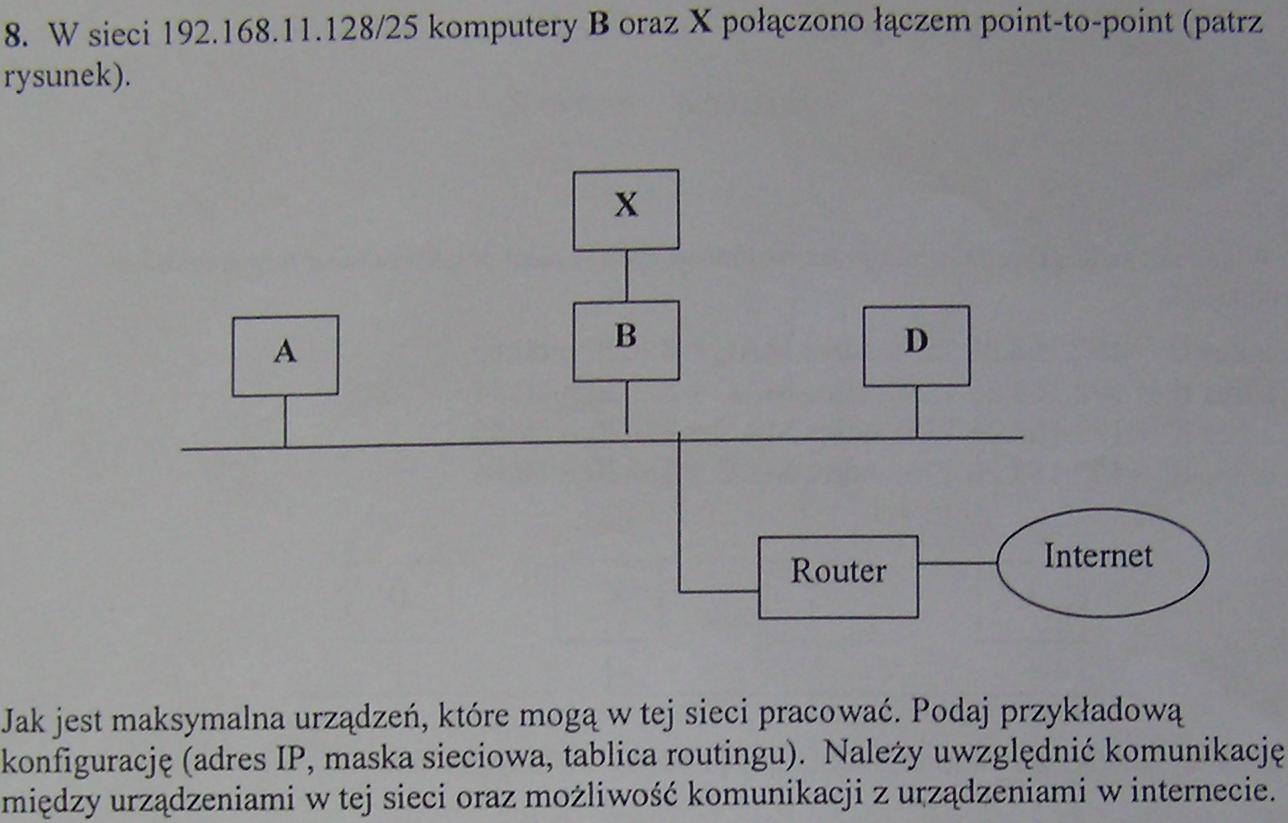 8. W sieci 192.168.11.128/25 komputery B oraz X połączono łączem point-to-point (patrz
rysunek).
X
B
A
D
Router
Internet
Jak jest maksymalna urządzeń, które mogą w tej sieci pracować. Podaj przykładową
konfigurację (adres IP, maska sieciowa, tablica routingu). Należy uwzględnić komunikację
między urządzeniami w tej sieci oraz możliwość komunikacji z urządzeniami w internecie.